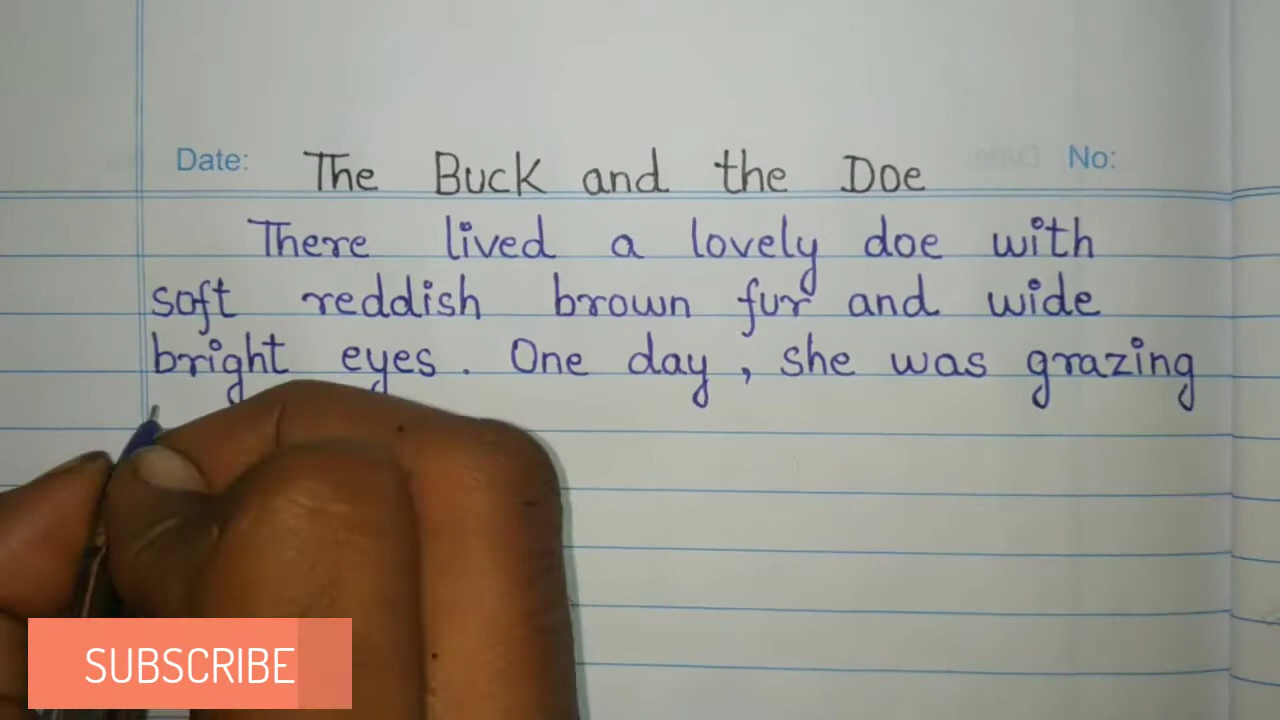 Date: The Buck and the Doe No:
There lived a lovely doe with
soft reddish brown fur and wide
bright eyes. One day, she was grazing
SUBSCRIBE